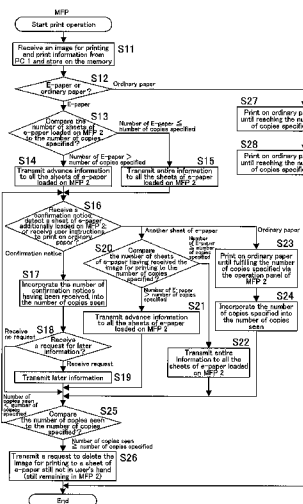 MFP
Start print operation
Receive an image for printing
and print information from
PC 1 and store on the memory
S11
S12
E-paper or
ordinary paper?
Ordinary paper
E-paper
S13
Compare the
number of sheets
of e-paper loaded on MFP 2
to the number of copies
specified?
Number of E-paper ≦
number of copies specified
S27
Print on ordinary p
until reaching the nu
of copies specifi
S28
Print on ordinary p
until reaching the nu
of copies specifi
Number of E-paper >
number of copies specified
S14
S15
Transmit advance information
to all the sheets of e-paper
loaded on MFP 2
Transmit entire information
to all the sheets of e-paper
loaded on MFP 2
S16
Receive a
confirmation notice,
detect a sheet of e-paper
additionally loaded on MFP 2,
or receive user instructions
to print on ordinary
paper?
Another sheet of e-paper
Ordinary paper
Confirmation notice
S20
Compare
the number of sheets
of e-paper having received the
image for printing to the
number of copies
specified?
Number of E-paper ≦
number of copies
specified
S23
Print on ordinary paper
until fulfilling the number
of copies specified via
the operation panel of
MFP 2
S17
Incorporate the number of
confirmation notices
having been received, into
the number of copies seen
Number of E-paper
> number of copies
specified
S21
Transmit advance information
to all the sheets of e-paper
loaded on MFP 2
S24
Incorporate the number of
copies specified into
the number of copies
seen
S18
Receive
no request
Receive
a request for later
information?
Receive request
S22
Transmit entire
information to all the
sheets of e-paper loaded
on MFP 2
S19
Transmit later information
Number of
copies seen
< number of
copies
specified
S25
Compare
the number of copies seen
to the number of copies
specified?
Number of copies seen
≧ number of copies specified
S26
Transmit a request to delete the
image for printing to a sheet of
e-paper still not in user's hand
(still remaining in MFP 2)
End